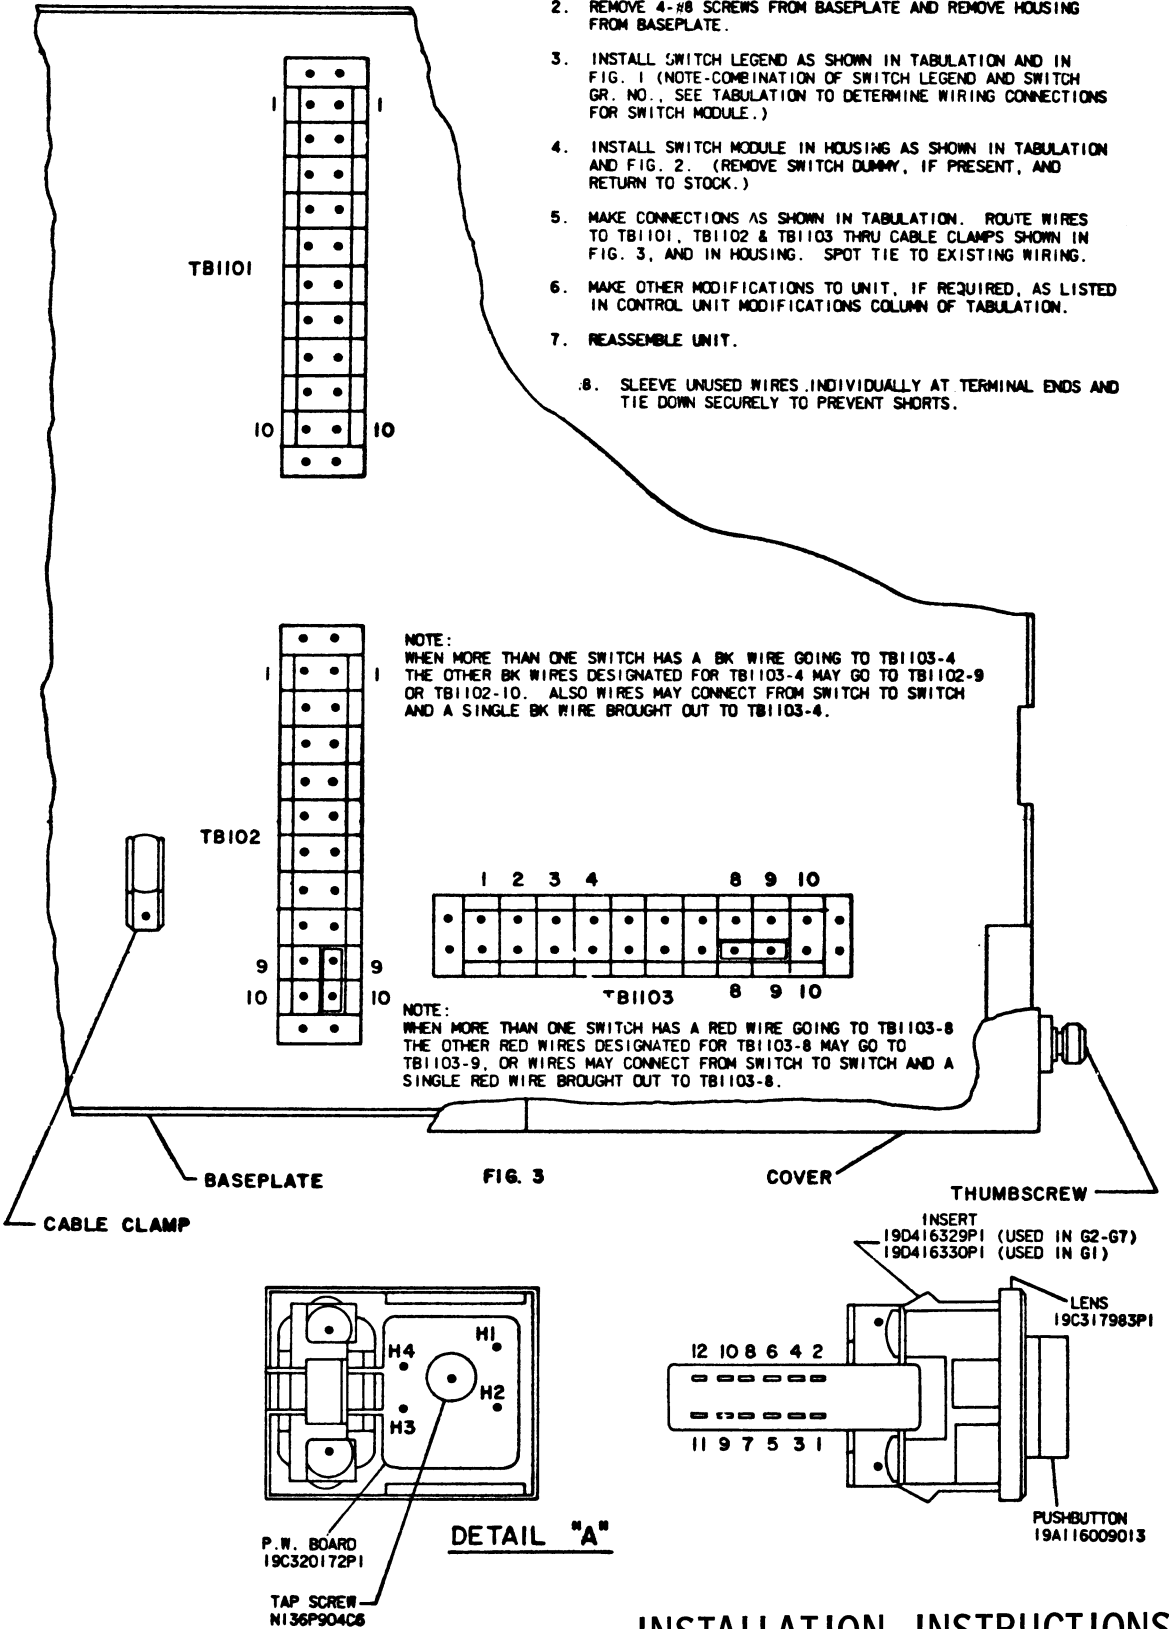 2. REMOVE 4-#8 SCREWS FROM BASEPLATE AND REMOVE HOUSING
FROM BASEPLATE.
3. INSTALL SWITCH LEGEND AS SHOWN IN TABULATION AND IN
FIG. 1 (NOTE-COMBINATION OF SWITCH LEGEND AND SWITCH
GR. NO., SEE TABULATION TO DETERMINE WIRING CONNECTIONS
FOR SWITCH MODULE.)
4. INSTALL SWITCH MODULE IN HOUSING AS SHOWN IN TABULATION
AND FIG. 2. (REMOVE SWITCH DUMMY, IF PRESENT, AND
RETURN TO STOCK.)
5. MAKE CONNECTIONS AS SHOWN IN TABULATION. ROUTE WIRES
TO TB1101, TB1102 & TB1103 THRU CABLE CLAMPS SHOWN IN
FIG. 3, AND IN HOUSING. SPOT TIE TO EXISTING WIRING.
6. MAKE OTHER MODIFICATIONS TO UNIT, IF REQUIRED, AS LISTED
IN CONTROL UNIT MODIFICATIONS COLUMN OF TABULATION.
7. REASSEMBLE UNIT.
8. SLEEVE UNUSED WIRES INDIVIDUALLY AT TERMINAL ENDS AND
TIE DOWN SECURELY TO PREVENT SHORTS.
1 1
TB1101
10 10
NOTE:
WHEN MORE THAN ONE SWITCH HAS A BK WIRE GOING TO TB1103-4
THE OTHER BK WIRES DESIGNATED FOR TB1103-4 MAY GO TO TB1102-9
OR TB1102-10. ALSO WIRES MAY CONNECT FROM SWITCH TO SWITCH
AND A SINGLE BK WIRE BROUGHT OUT TO TB1103-4.
1 1
TB102
9 9
10 10
1 2 3 4 8 9 10
TB1103 8 9 10
NOTE:
WHEN MORE THAN ONE SWITCH HAS A RED WIRE GOING TO TB1103-8
THE OTHER RED WIRES DESIGNATED FOR TB1103-8 MAY GO TO
TB1103-9, OR WIRES MAY CONNECT FROM SWITCH TO SWITCH AND A
SINGLE RED WIRE BROUGHT OUT TO TB1103-8.
BASEPLATE
FIG. 3
COVER
THUMBSCREW
CABLE CLAMP
INSERT
19D416329P1 (USED IN G2-G7)
19D416330P1 (USED IN G1)
LENS
19C317983P1
H1
H4
H2
H3
12 10 8 6 4 2
11 9 7 5 3 1
PUSHBUTTON
19A116009013
P.W. BOARD
19C320172P1
DETAIL "A"
TAP SCREW
N136P904C6
INSTALLATION INSTRUCTIONS